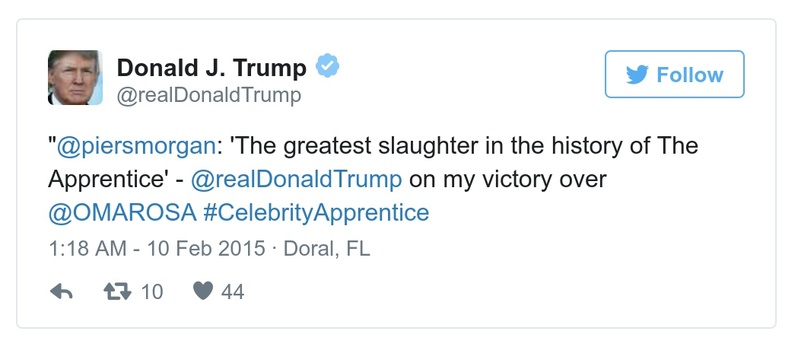 Donald J. Trump
@realDonaldTrump
Follow
"@piersmorgan: 'The greatest slaughter in the history of The
Apprentice' - @realDonaldTrump on my victory over
@OMAROSA #CelebrityApprentice
1:18 AM - 10 Feb 2015 · Doral, FL
10 44